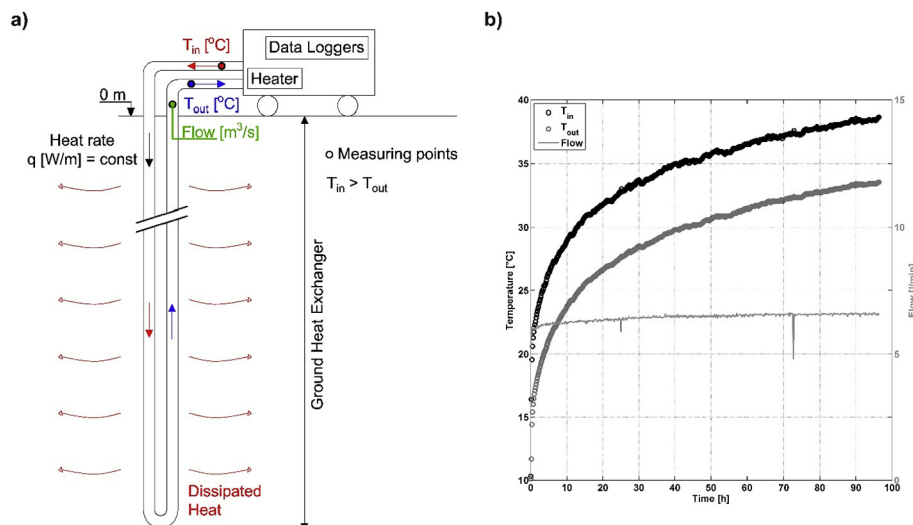 a)
T_in [°C]
Data Loggers
Heater
T_out [°C]
0 m
Flow [m³/s]
Heat rate
q [W/m] = const
Measuring points
T_in > T_out
Ground Heat Exchanger
Dissipated
Heat
b)
T_in
T_out
Flow
40
35
30
25
20
15
10
Temperature [°C]
15
10
5
0
Flow [l/min]
0
10
20
30
40
50
60
70
80
90
100
Time [h]